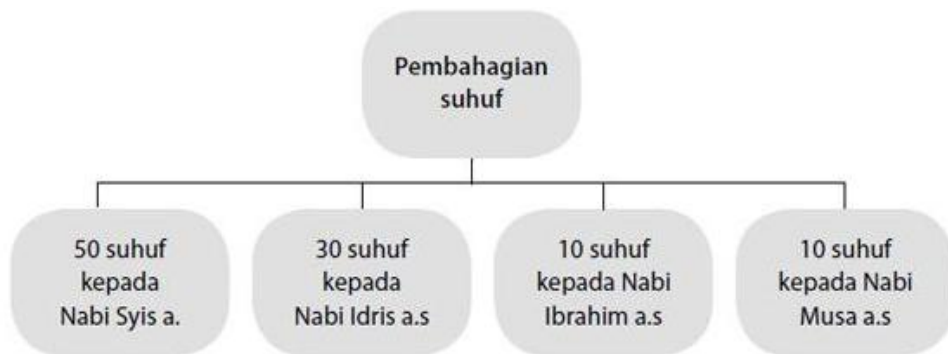 Pembahagian
suhuf
50 suhuf
kepada
Nabi Syis a.
30 suhuf
kepada
Nabi Idris a.s
10 suhuf
kepada Nabi
Ibrahim a.s
10 suhuf
kepada Nabi
Musa a.s